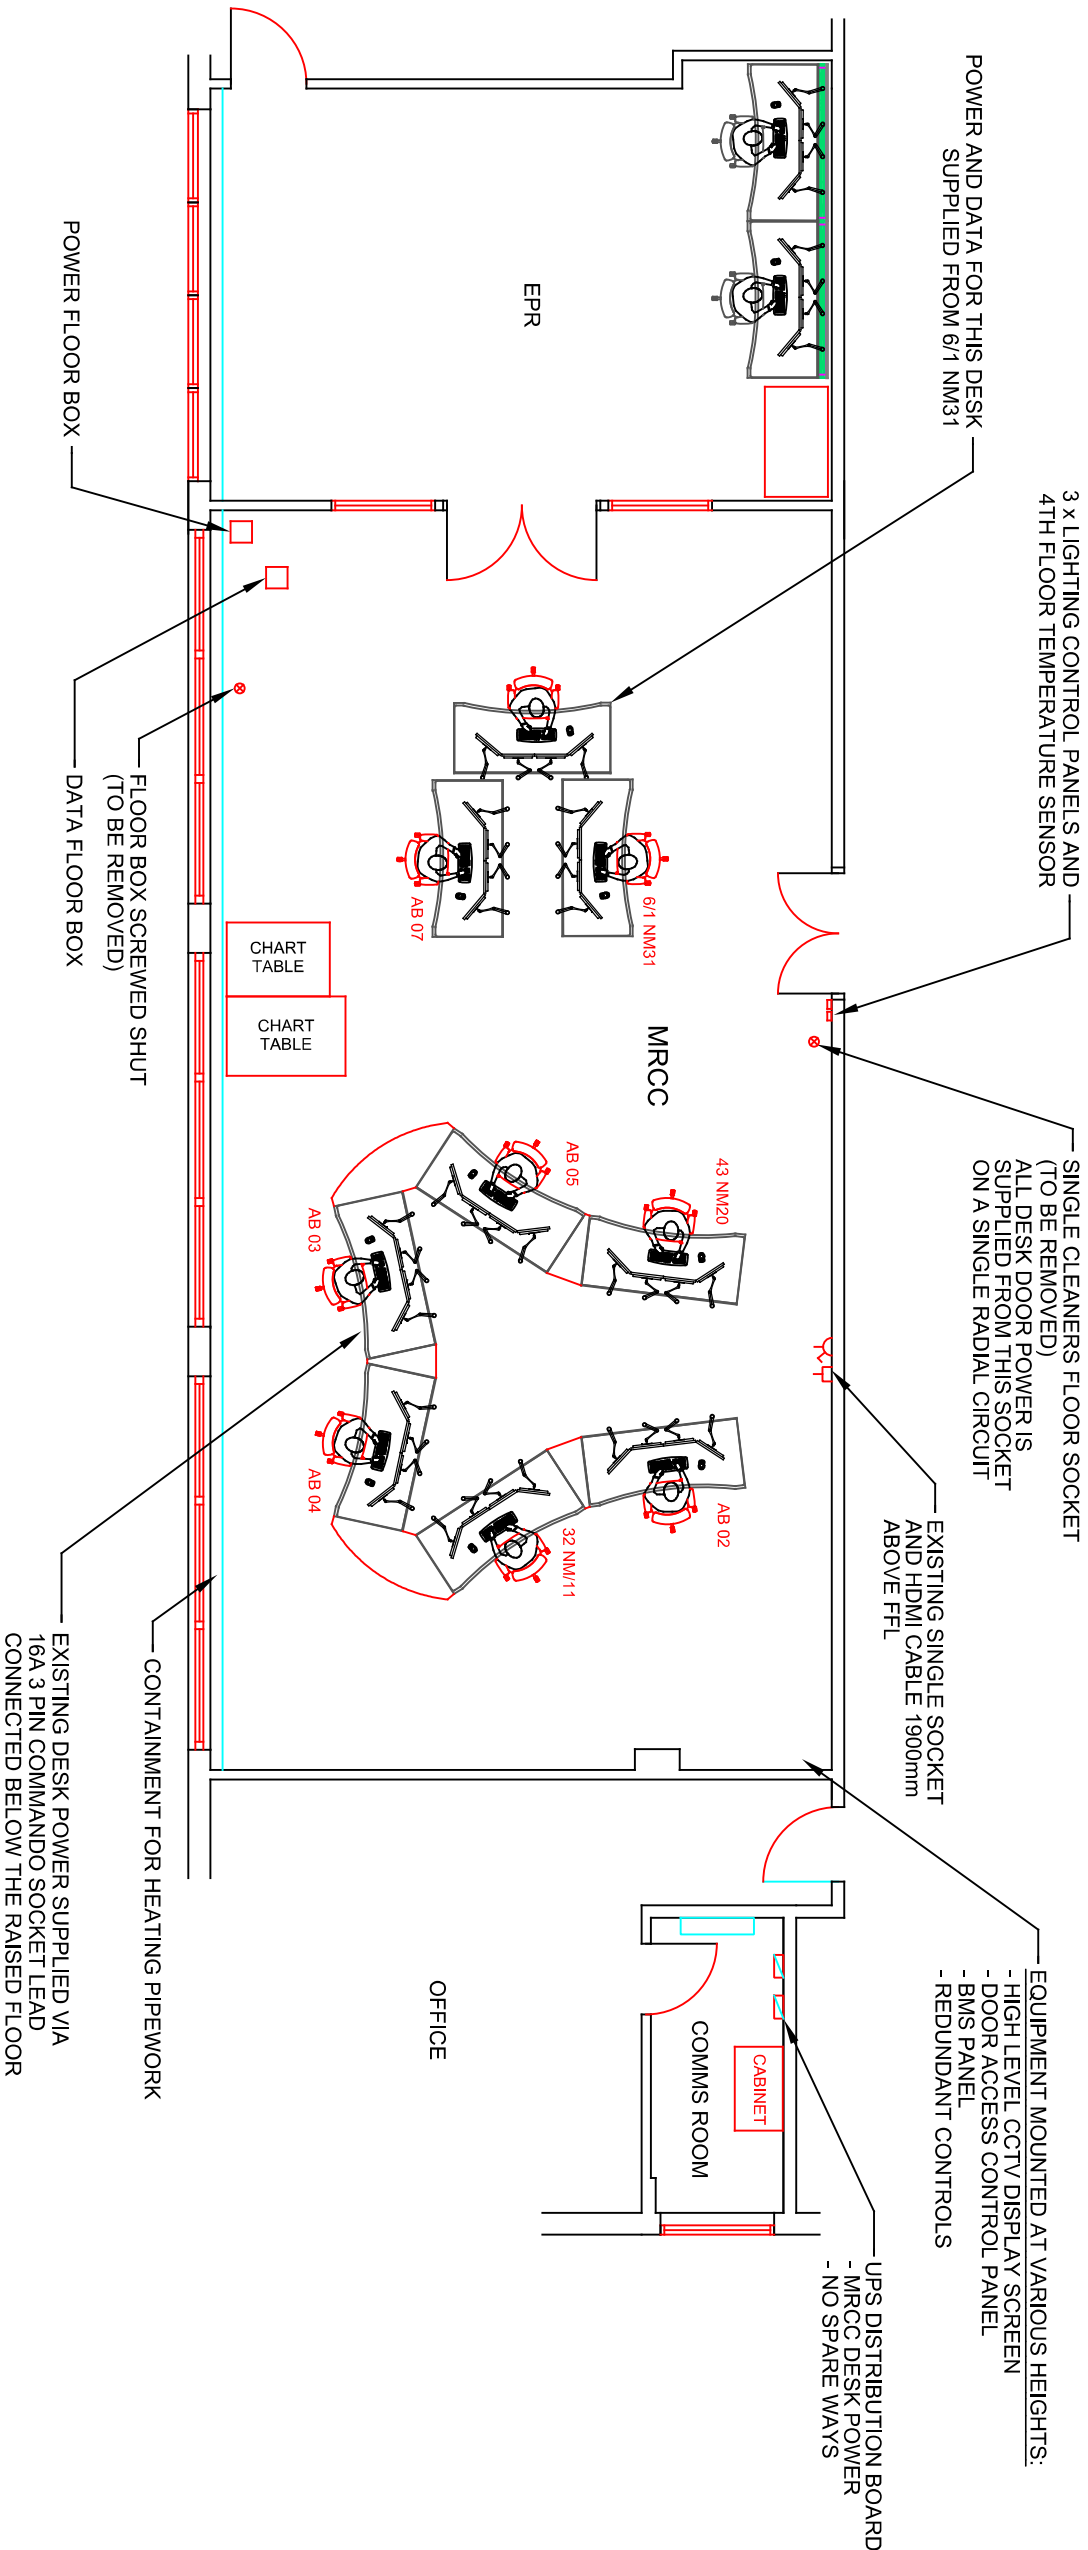 POWER AND DATA FOR THIS DESK
SUPPLIED FROM 6/1 NM31
3 x LIGHTING CONTROL PANELS AND
4TH FLOOR TEMPERATURE SENSOR
SINGLE CLEANERS FLOOR SOCKET
(TO BE REMOVED)
ALL DESK DOOR POWER IS
SUPPLIED FROM THIS SOCKET
ON A SINGLE RADIAL CIRCUIT
EXISTING SINGLE SOCKET
AND HDMI CABLE 1900mm
ABOVE FFL
EQUIPMENT MOUNTED AT VARIOUS HEIGHTS:
- HIGH LEVEL CCTV DISPLAY SCREEN
- DOOR ACCESS CONTROL PANEL
- BMS PANEL
- REDUNDANT CONTROLS
UPS DISTRIBUTION BOARD
- MRCC DESK POWER
- NO SPARE WAYS
EPR
MRCC
6/1 NM31
AB 07
43 NM20
AB 05
AB 03
AB 02
32 NM/11
AB 04
CHART
TABLE
CHART
TABLE
COMMS ROOM
CABINET
OFFICE
POWER FLOOR BOX
DATA FLOOR BOX
FLOOR BOX SCREWED SHUT
(TO BE REMOVED)
CONTAINMENT FOR HEATING PIPEWORK
EXISTING DESK POWER SUPPLIED VIA
16A 3 PIN COMMANDO SOCKET LEAD
CONNECTED BELOW THE RAISED FLOOR